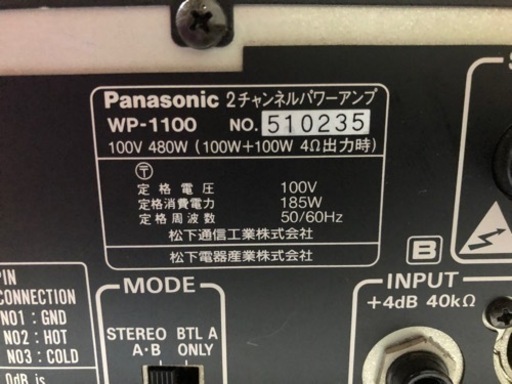 Panasonic 2チャンネルパワーアンプ
WP-1100 NO. 510235
100V 480W (100W+100W 4Ω出力時)
〒
定格電圧 100V
定格消費電力 185W
定格周波数 50/60Hz
松下通信工業株式会社
松下電器産業株式会社
B
PIN
CONNECTION
NO1 : GND
NO2 : HOT
NO3 : COLD
0dB is
MODE
STEREO BTL A
A·B ONLY
INPUT
+4dB 40kΩ